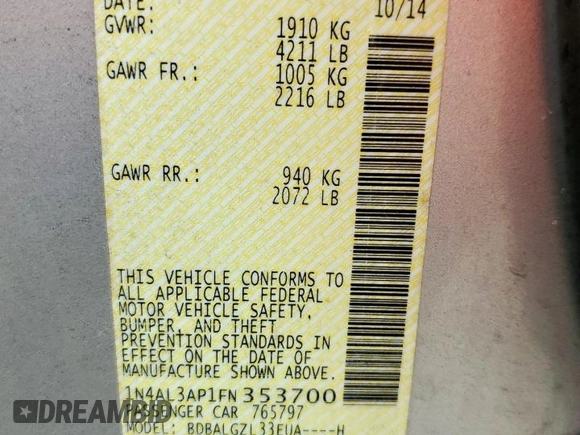 DATE: 10/14
GVWR: 1910 KG
4211 LB
GAWR FR.: 1005 KG
2216 LB
GAWR RR.: 940 KG
2072 LB
THIS VEHICLE CONFORMS TO
ALL APPLICABLE FEDERAL
MOTOR VEHICLE SAFETY,
BUMPER, AND THEFT
PREVENTION STANDARDS IN
EFFECT ON THE DATE OF
MANUFACTURE SHOWN ABOVE.
1N4AL3AP1FN353700
PASSENGER CAR 765797
MODEL: BDBALGZL33EUA----H
DREAMBID